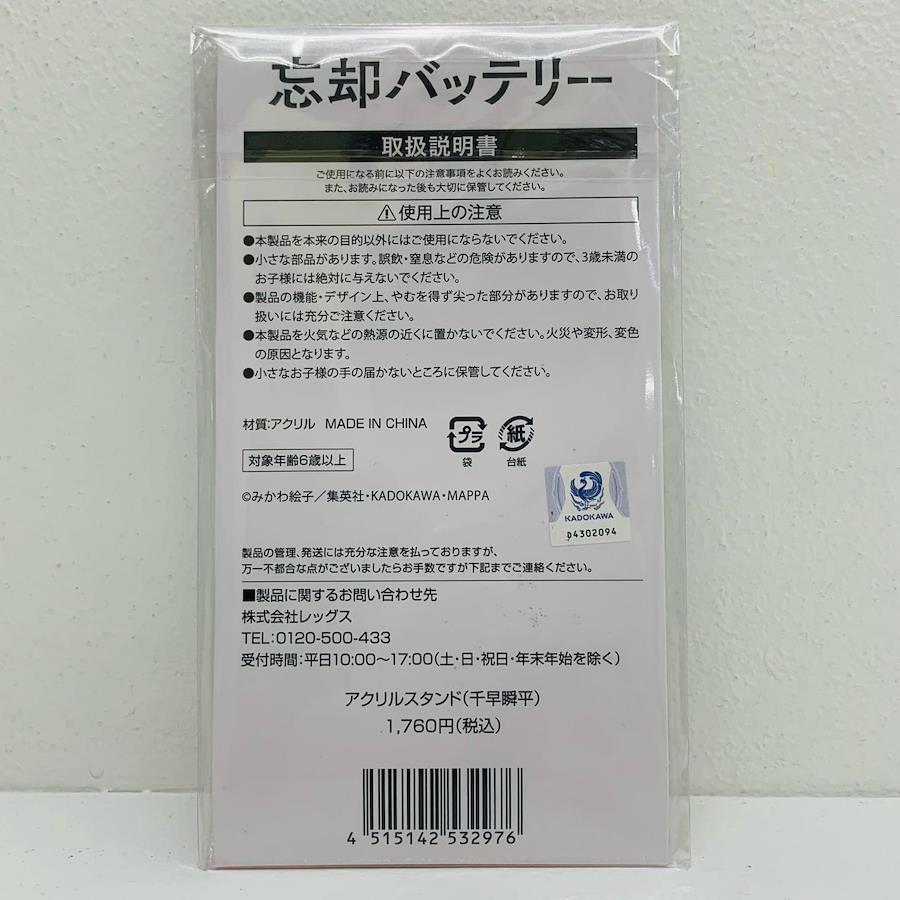 忘却バッテリー
取扱説明書
ご使用になる前に以下の注意事項をよくお読みください。
また、お読みになった後も大切に保管してください。
⚠使用上の注意
●本製品を本来の目的以外にはご使用にならないでください。
●小さな部品があります。誤飲・窒息などの危険がありますので、3歳未満の
お子様には絶対に与えないでください。
●製品の機能・デザイン上、やむを得ず尖った部分がありますので、お取り
扱いには充分ご注意ください。
●本製品を火気などの熱源の近くに置かないでください。火災や変形、変色
の原因となります。
●小さなお子様の手の届かないところに保管してください。
材質:アクリル MADE IN CHINA
プラ 紙
袋 台紙
対象年齢6歳以上
©みかわ絵子／集英社・KADOKAWA・MAPPA
KADOKAWA
D4302094
製品の管理、発送には充分な注意を払っておりますが、
万一不都合な点がございましたらお手数ですが下記までご連絡ください。
■製品に関するお問い合わせ先
株式会社レッグス
TEL:0120-500-433
受付時間:平日10:00〜17:00(土・日・祝日・年末年始を除く)
アクリルスタンド(千早瞬平)
1,760円(税込)
4 515142 532976